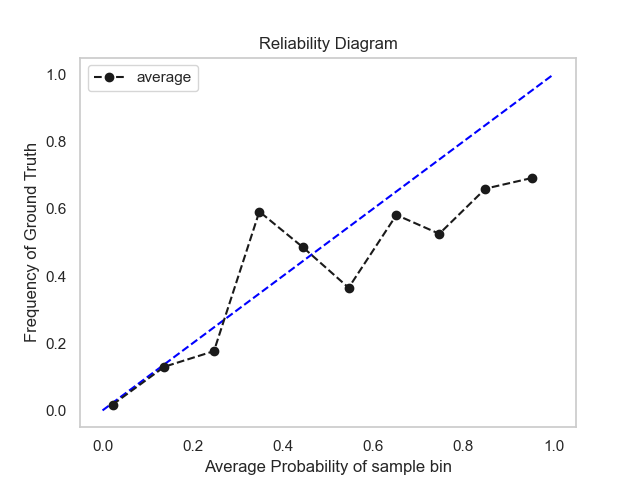 Reliability Diagram
average
Frequency of Ground Truth
1.0
0.8
0.6
0.4
0.2
0.0
0.0 0.2 0.4 0.6 0.8 1.0
Average Probability of sample bin